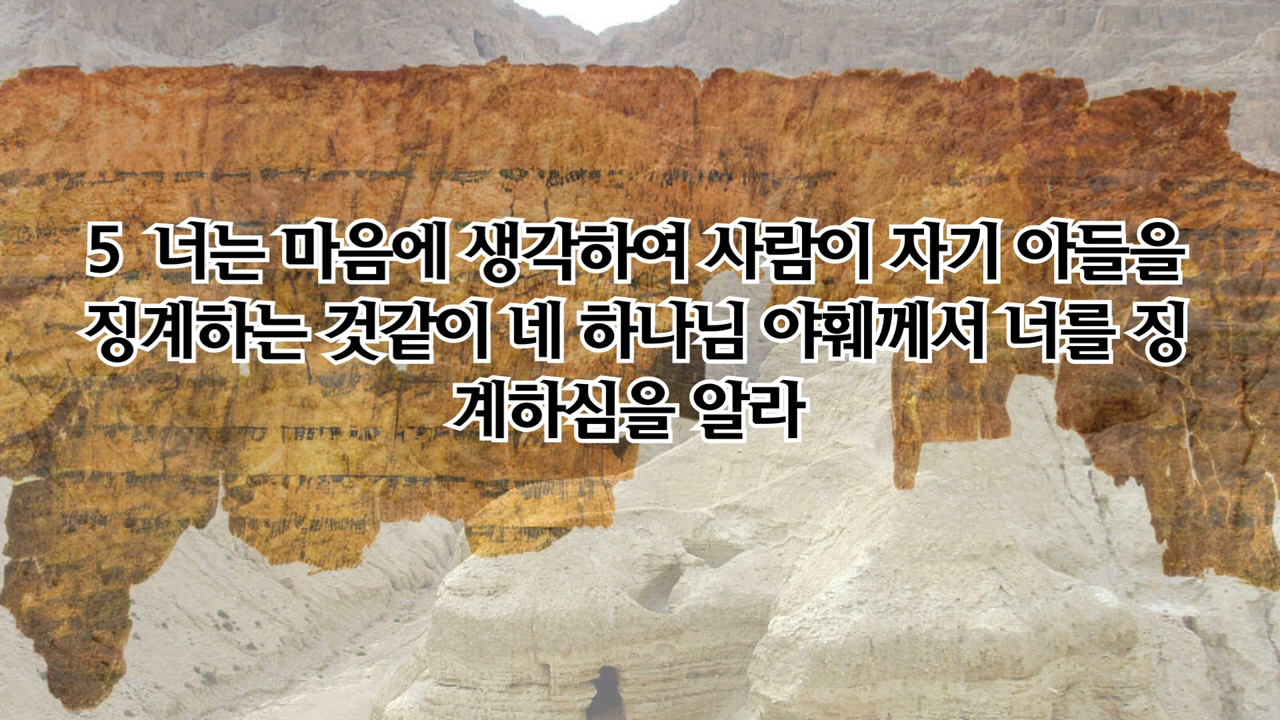 5 너는 마음에 생각하여 사람이 자기 아들을
징계하는 것같이 네 하나님 야훼께서 너를 징
계하심을 알라